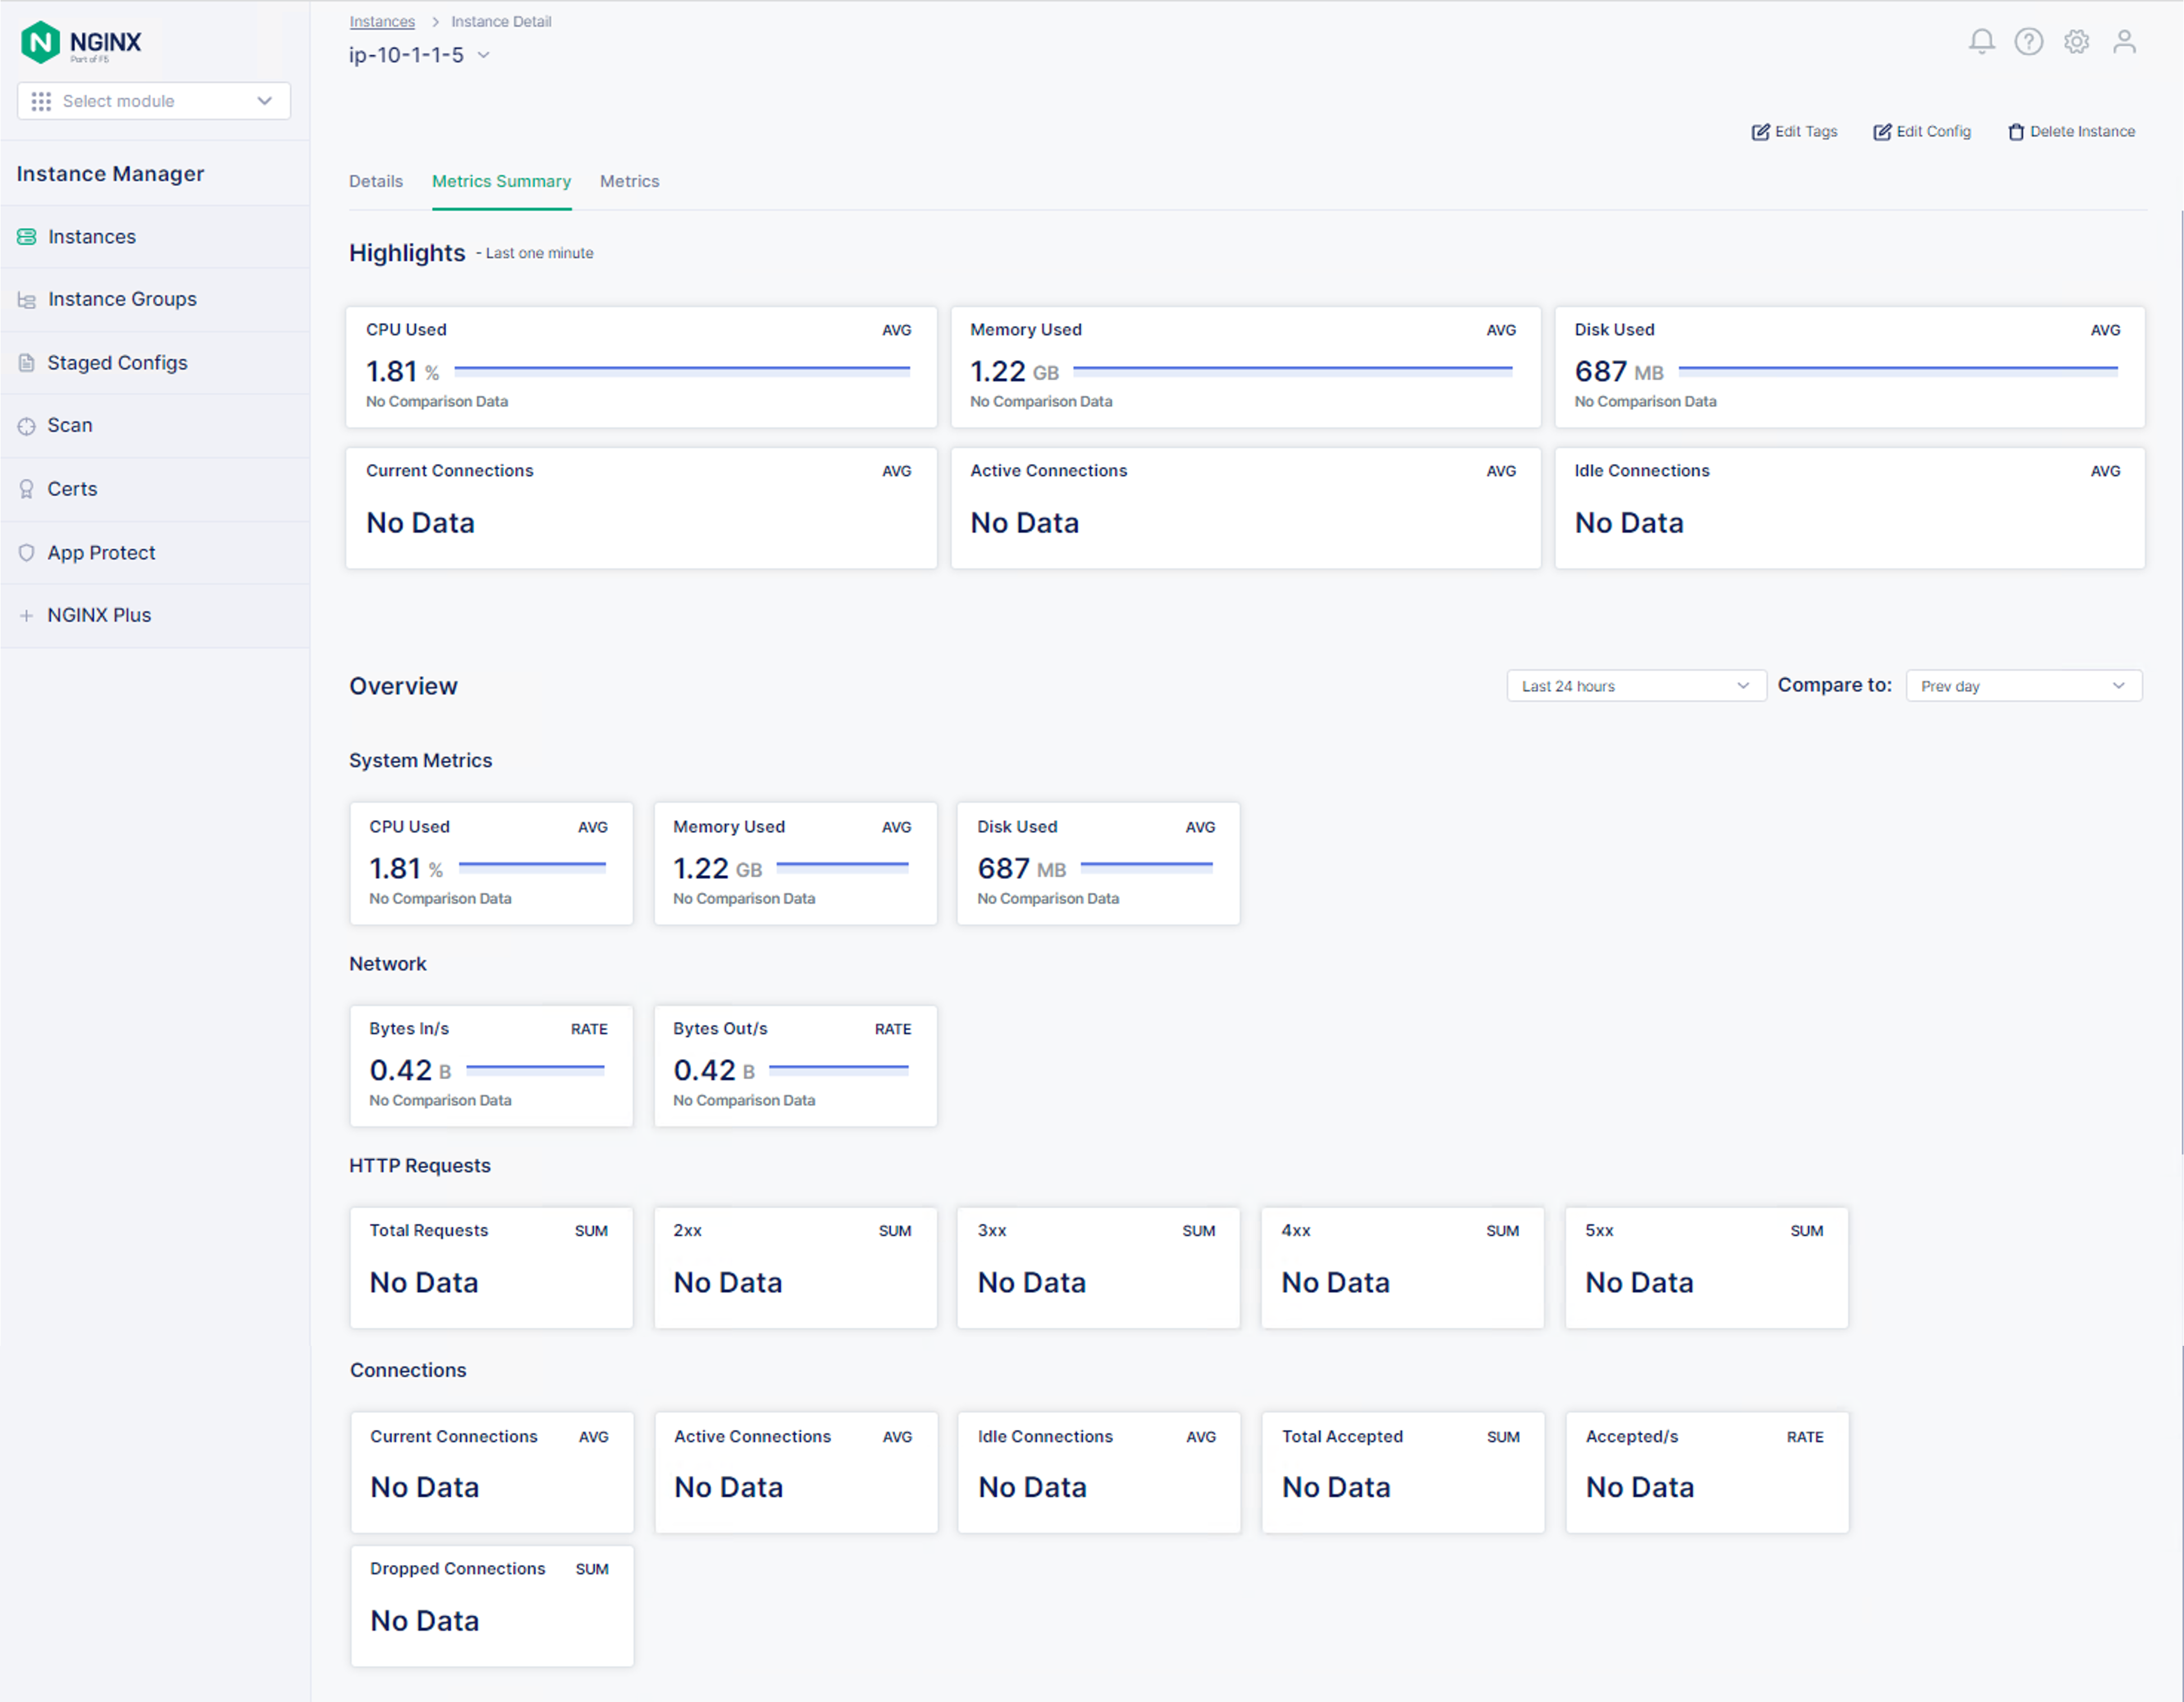 NGINX
Part of F5
Select module
Instance Manager
Instances
Instance Groups
Staged Configs
Scan
Certs
App Protect
NGINX Plus
Instances > Instance Detail
ip-10-1-1-5
Edit Tags Edit Config Delete Instance
Details Metrics Summary Metrics
Highlights - Last one minute
CPU Used AVG
1.81 %
No Comparison Data
Memory Used AVG
1.22 GB
No Comparison Data
Disk Used AVG
687 MB
No Comparison Data
Current Connections AVG
No Data
Active Connections AVG
No Data
Idle Connections AVG
No Data
Overview
Last 24 hours Compare to: Prev day
System Metrics
CPU Used AVG
1.81 %
No Comparison Data
Memory Used AVG
1.22 GB
No Comparison Data
Disk Used AVG
687 MB
No Comparison Data
Network
Bytes In/s RATE
0.42 B
No Comparison Data
Bytes Out/s RATE
0.42 B
No Comparison Data
HTTP Requests
Total Requests SUM
No Data
2xx SUM
No Data
3xx SUM
No Data
4xx SUM
No Data
5xx SUM
No Data
Connections
Current Connections AVG
No Data
Active Connections AVG
No Data
Idle Connections AVG
No Data
Total Accepted SUM
No Data
Accepted/s RATE
No Data
Dropped Connections SUM
No Data